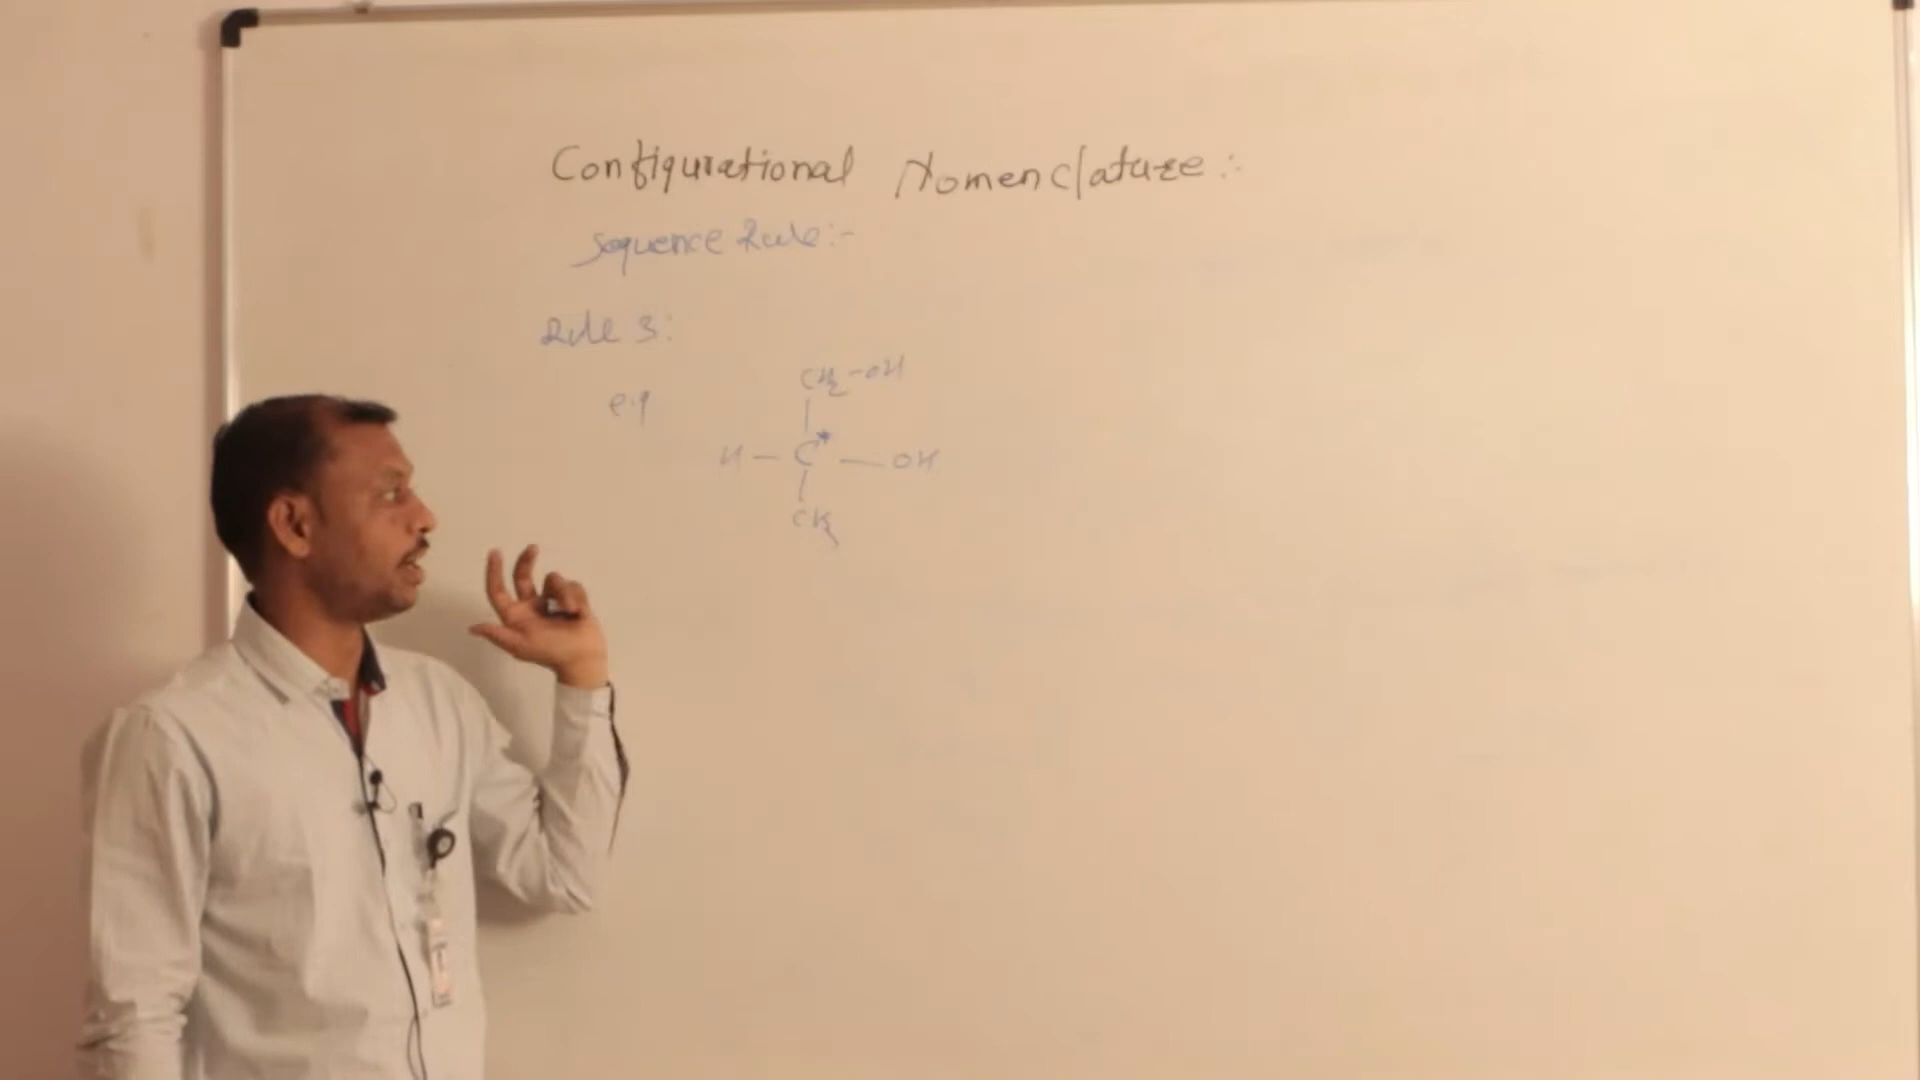 Configurational Nomenclature :-
Sequence Rule :-
Rule 3:
e.g
CH2-OH
H - C* - OH
CH3